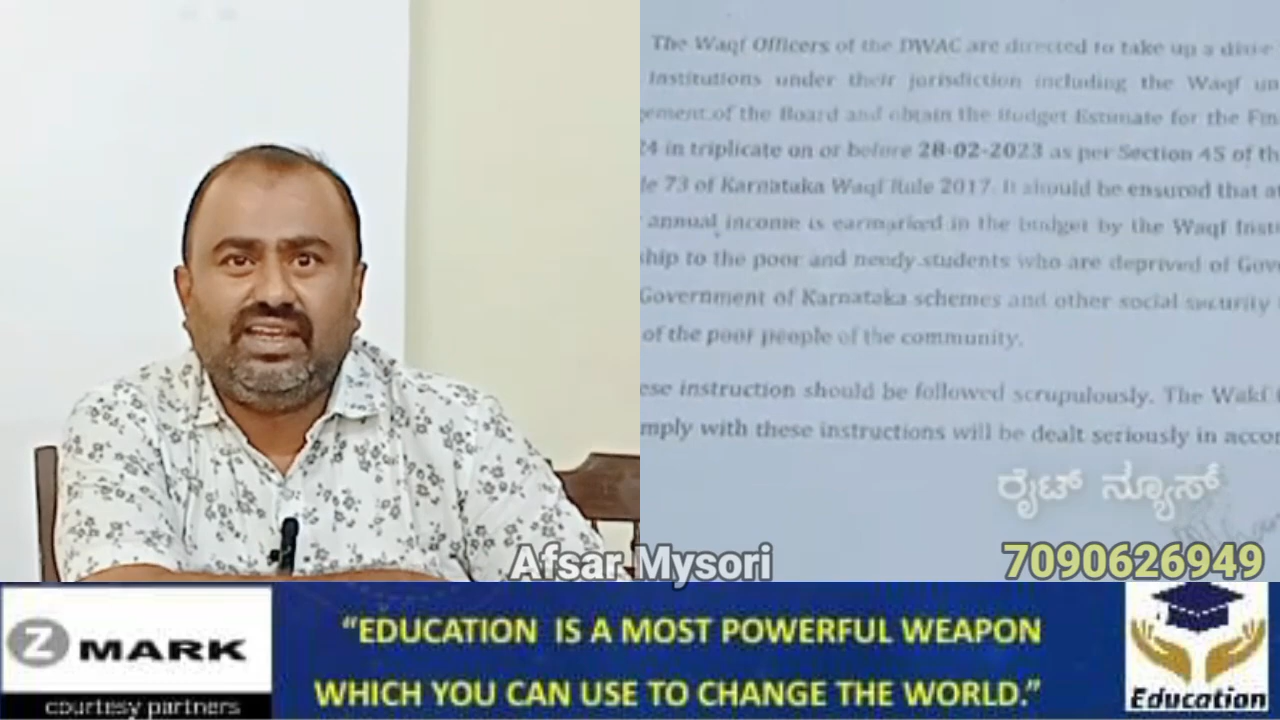 The Waqf Officers of the DWAC are directed to take up a
Institutions under their jurisdiction including the Waqf un
ement of the Board and obtain the Budget Estimate for the Fin
24 in triplicate on or before 28-02-2023 as per Section 45 of th
le 73 of Karnataka Waqf Rule 2017. It should be ensured that at
annual income is earmarked in the budget by the Waqf Insti
ship to the poor and needy students who are deprived of Gove
Government of Karnataka schemes and other social security
of the poor people of the community.
ese instruction should be followed scrupulously. The Wakf
mply with these instructions will be dealt seriously in accor
ರೈಟ್ ನ್ಯೂಸ್
Afsar Mysori
7090626949
Z MARK
courtesy partners
“EDUCATION IS A MOST POWERFUL WEAPON
WHICH YOU CAN USE TO CHANGE THE WORLD.”
Education